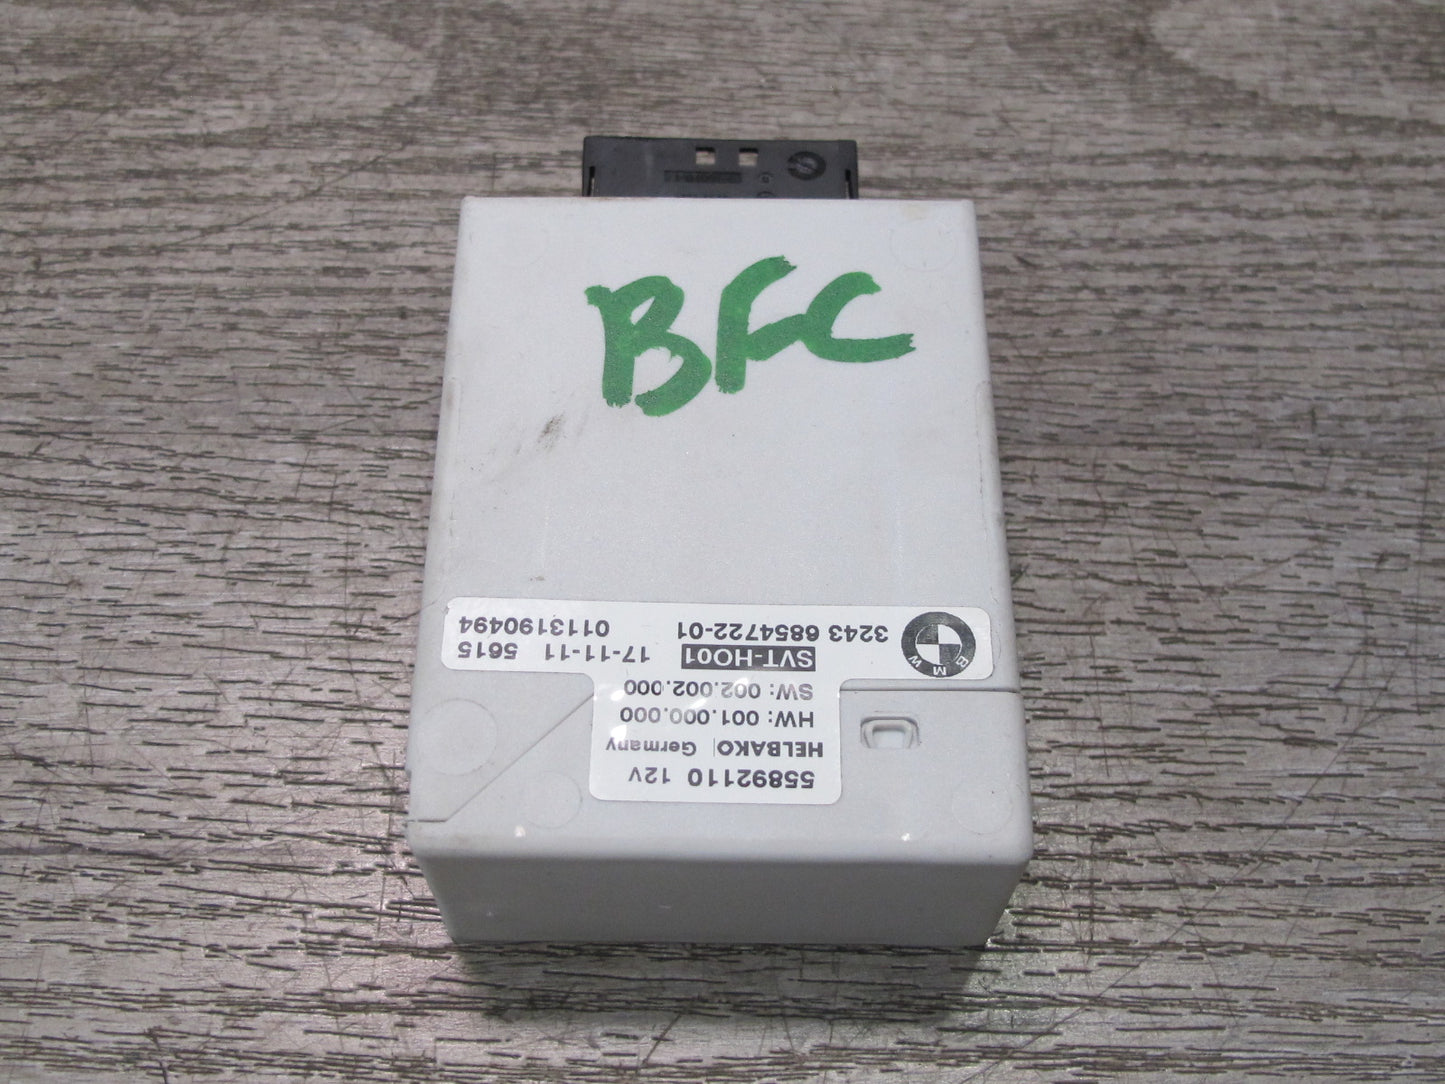 BFC
BMW
3243 6854722-01 0113190494
SVT-HO01 17-11-11 5615
SW: 002.002.000
HW: 001.000.000
HELBAKO Germany
55892110 12V